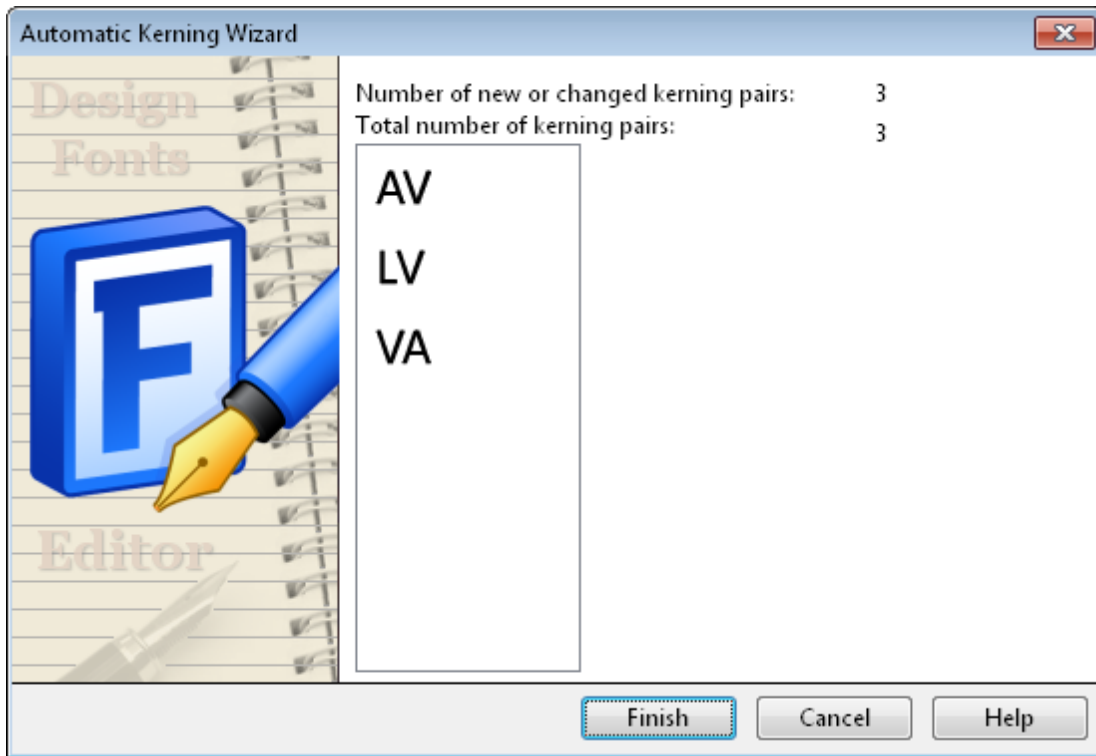 Automatic Kerning Wizard
Design
Fonts
F
Editor
Number of new or changed kerning pairs: 3
Total number of kerning pairs: 3
AV
LV
VA
Finish Cancel Help